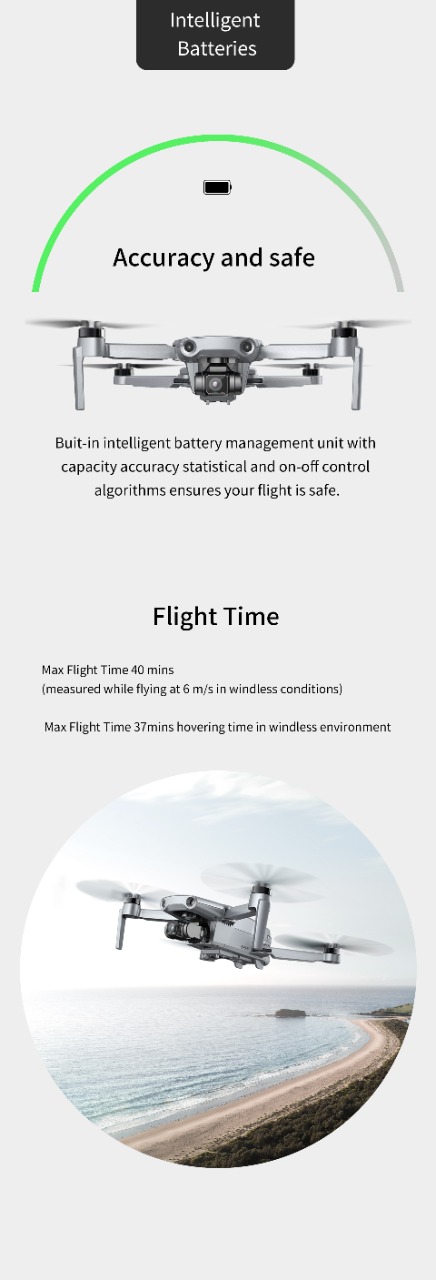 Intelligent
Batteries
Accuracy and safe
Buit-in intelligent battery management unit with
capacity accuracy statistical and on-off control
algorithms ensures your flight is safe.
Flight Time
Max Flight Time 40 mins
(measured while flying at 6 m/s in windless conditions)
Max Flight Time 37mins hovering time in windless environment